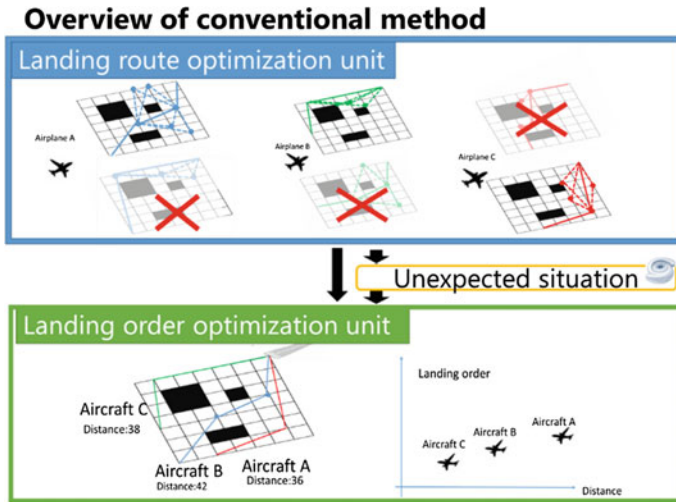 Overview of conventional method
Landing route optimization unit
Airplane A
Airplane B
Airplane C
Unexpected situation
Landing order optimization unit
Aircraft C
Distance:38
Aircraft B
Distance:42
Aircraft A
Distance:36
Landing order
Aircraft C
Aircraft B
Aircraft A
Distance